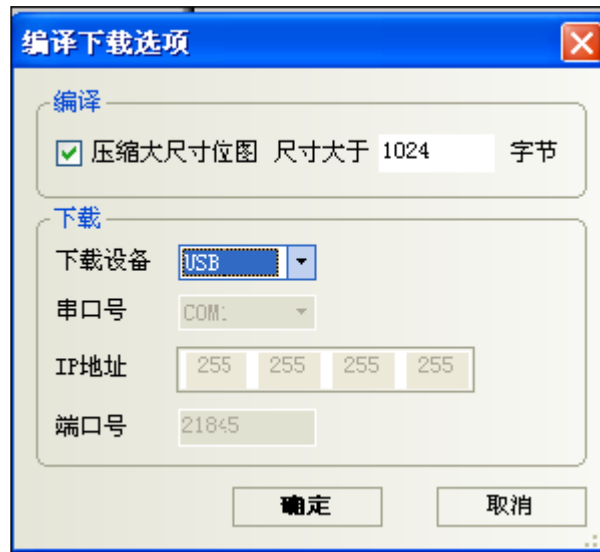 编译下载选项
编译
压缩大尺寸位图 尺寸大于 1024 字节
下载
下载设备 USB
串口号 COM1
IP地址 255 255 255 255
端口号 21845
确定 取消